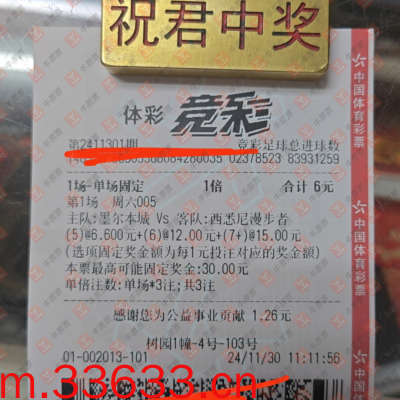 祝君中奖
体彩 竞彩
第2411301期 竞彩足球总进球数
02378523 83931259
1场-单场固定 1倍 合计 6元
第1场 周六005
主队:墨尔本城 Vs 客队:西悉尼漫步者
(5)@6.600元+(6)@12.00元+(7+)@15.00元
(选项固定奖金额为每1元投注对应的奖金额)
本票最高可能固定奖金:30.00元
单倍注数:单场*3注;共3注
感谢您为公益事业贡献 1.26元
树园1幢-4号-103号
01-002013-101 24/11/30 11:11:56
m.33633.cn
中国体育彩票
中国体育彩票